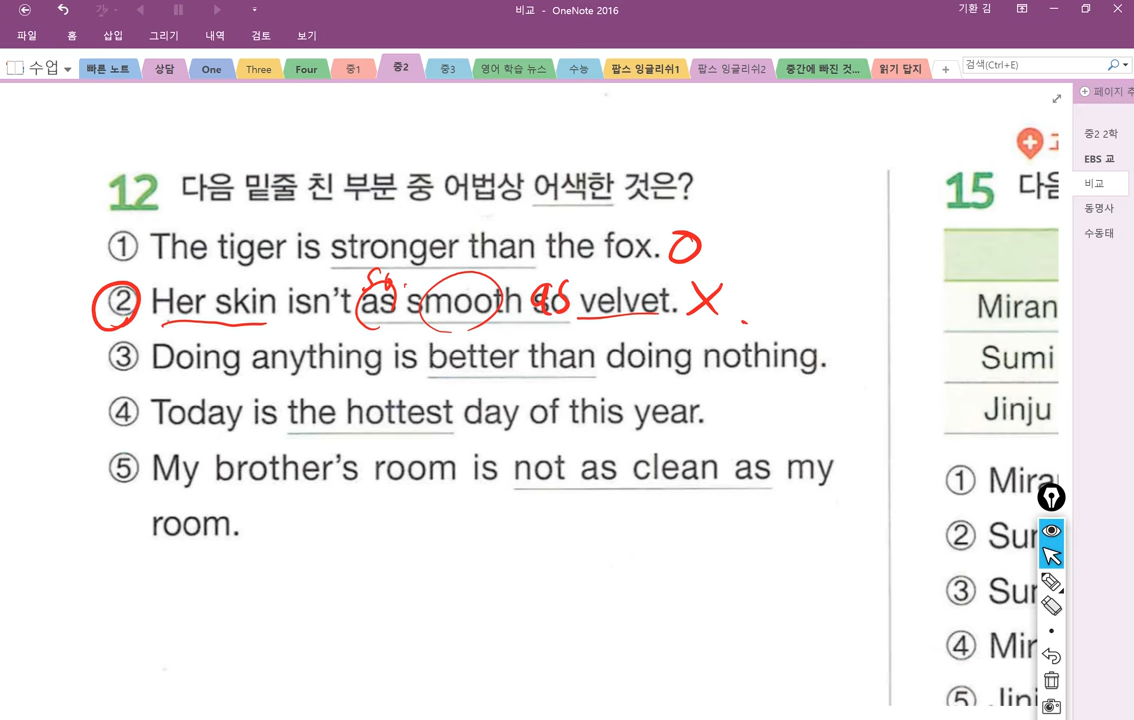 비교 - OneNote 2016
기환 김
파일 홈 삽입 그리기 내역 검토 보기
수업 빠른 노트 상담 One Three Four 중1 중2 중3 영어 학습 뉴스 수능 팝스 잉글리쉬1 팝스 잉글리쉬2 중간에 빠진 것... 읽기 답지 + 검색(Ctrl+E)
페이지 추
중2 2학
EBS 교
비교
동명사
수동태
12 다음 밑줄 친 부분 중 어법상 어색한 것은?
① The tiger is stronger than the fox. O
so as
② Her skin isn't as smooth so velvet. X
③ Doing anything is better than doing nothing.
④ Today is the hottest day of this year.
⑤ My brother's room is not as clean as my
room.
15 다음
Miran
Sumi
Jinju
① Mira
② Sur
③ Sur
④ Mir
⑤ Jinj